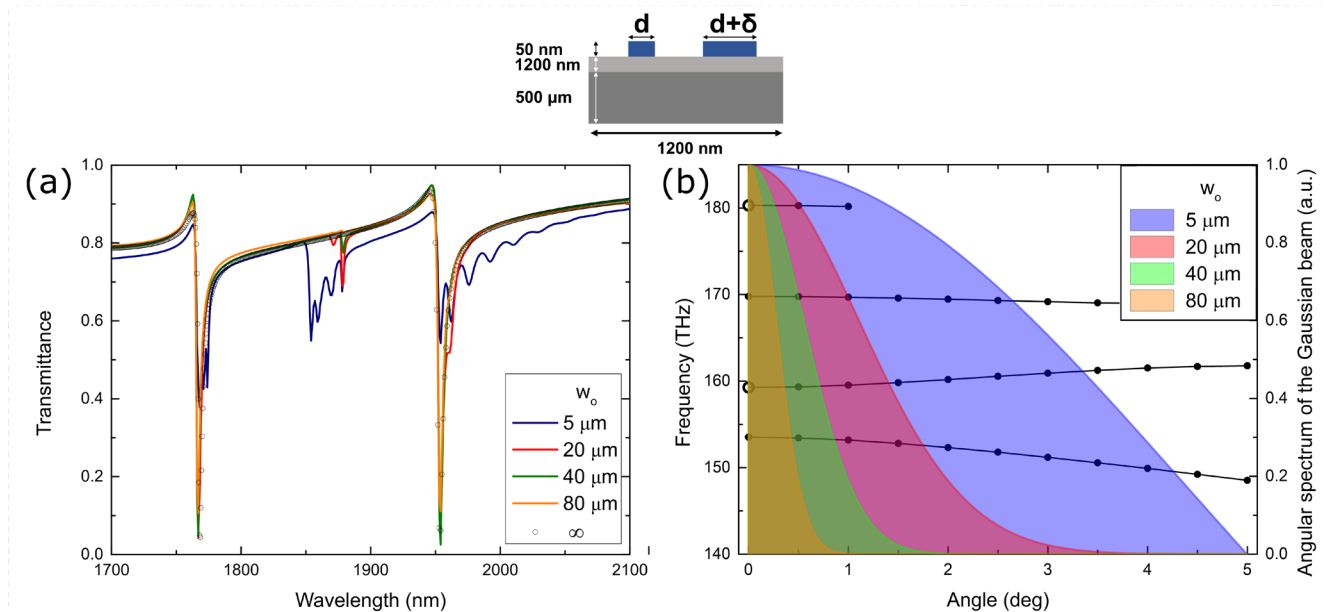 d
d+δ
50 nm
1200 nm
500 µm
1200 nm
(a)
1.0
0.8
0.6
0.4
0.2
0.0
Transmittance
1700
1800
1900
2000
2100
Wavelength (nm)
wo
5 µm
20 µm
40 µm
80 µm
∞
(b)
180
170
160
150
140
Frequency (THz)
0
1
2
3
4
5
Angle (deg)
wo
5 µm
20 µm
40 µm
80 µm
1.0
0.8
0.6
0.4
0.2
0.0
Angular spectrum of the Gaussian beam (a.u.)